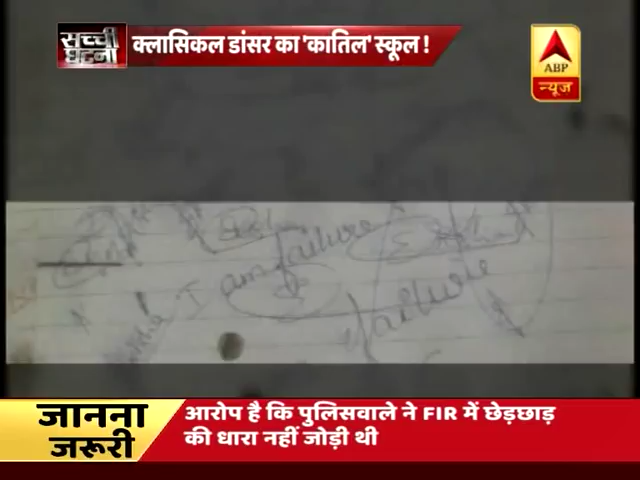 सच्ची
घटना
क्लासिकल डांसर का 'कातिल' स्कूल !
ABP
न्यूज़
I am failure
failure
जानना
जरूरी
आरोप है कि पुलिसवाले ने FIR में छेड़छाड़
की धारा नहीं जोड़ी थी